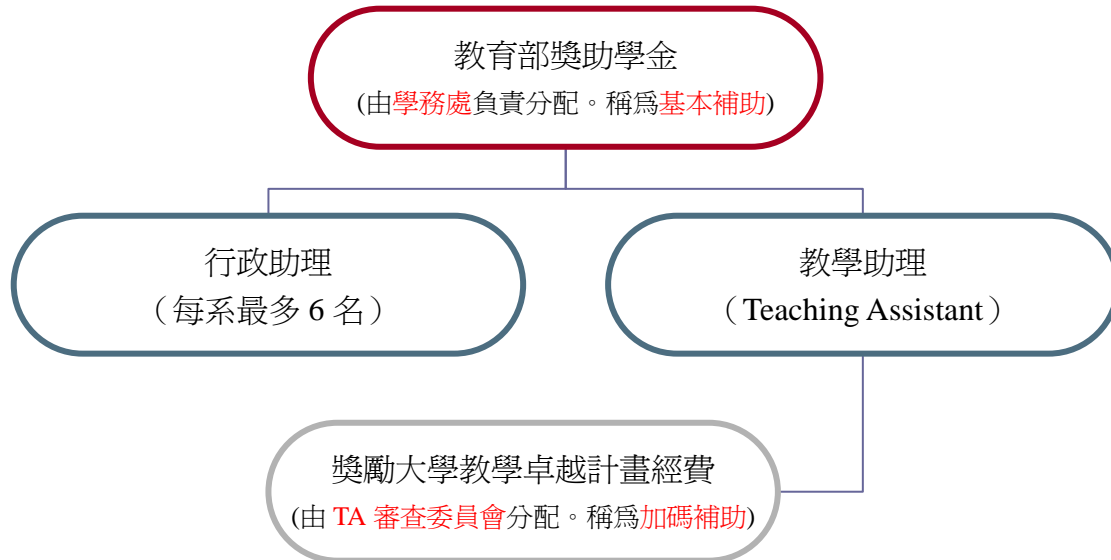 教育部獎助學金
(由學務處負責分配。稱爲基本補助)
行政助理
（每系最多 6 名）
教學助理
（Teaching Assistant）
獎勵大學教學卓越計畫經費
(由 TA 審查委員會分配。稱爲加碼補助)